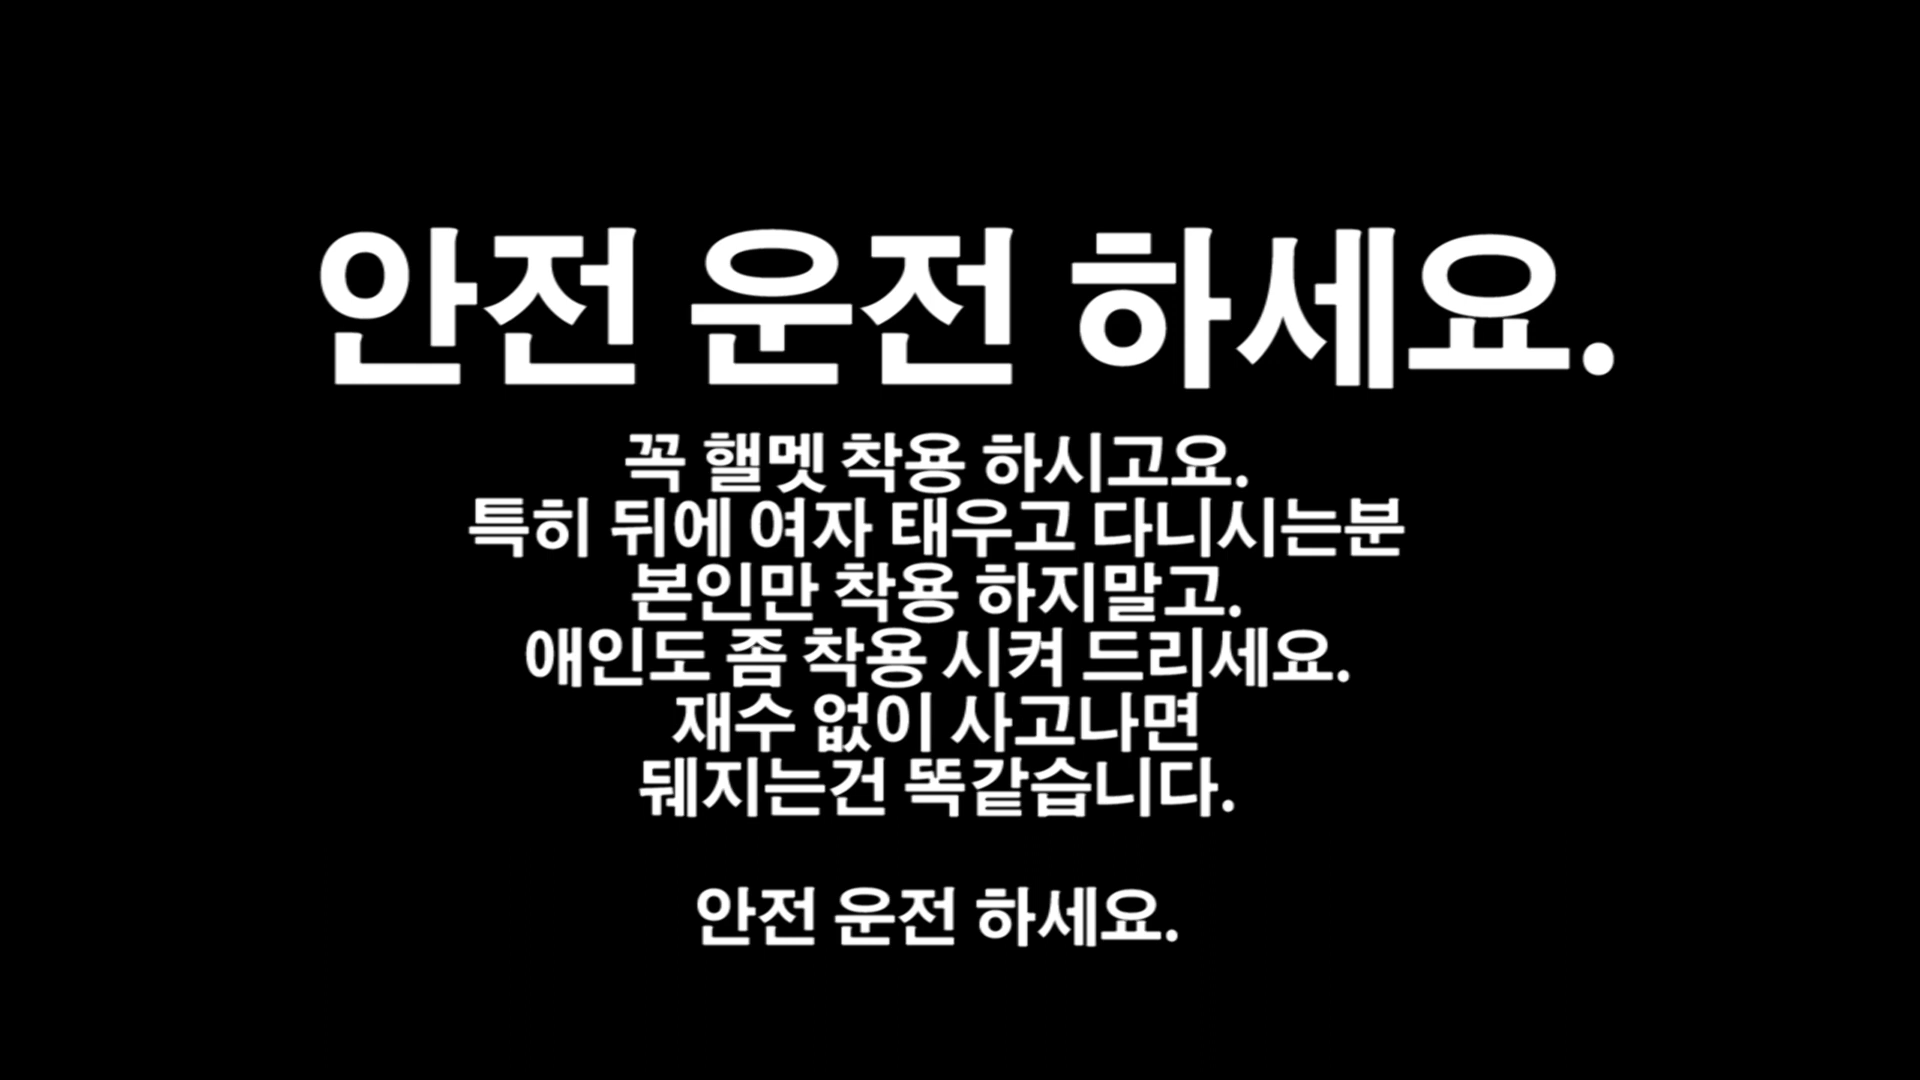 안전 운전 하세요.
꼭 핼멧 착용 하시고요.
특히 뒤에 여자 태우고 다니시는분
본인만 착용 하지말고.
애인도 좀 착용 시켜 드리세요.
재수 없이 사고나면
뒈지는건 똑같습니다.
안전 운전 하세요.